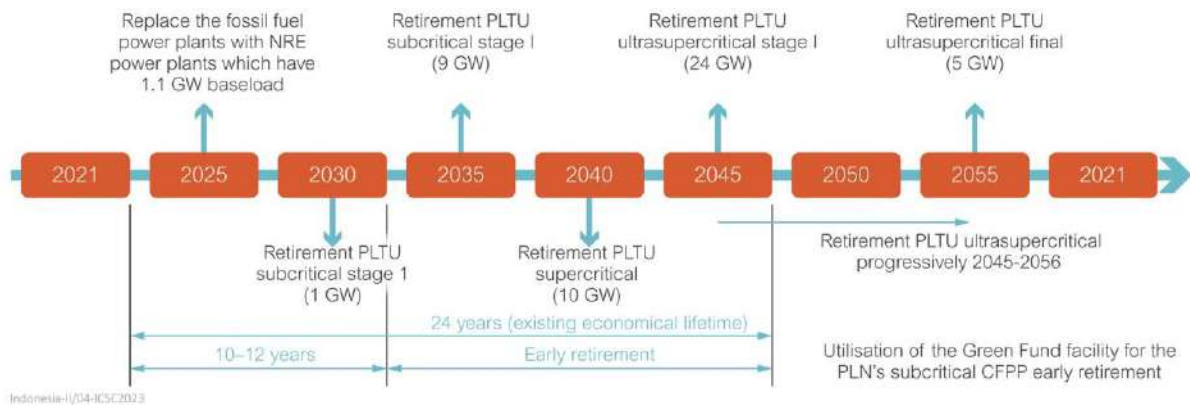 Replace the fossil fuel
power plants with NRE
power plants which have
1.1 GW baseload
Retirement PLTU
subcritical stage I
(9 GW)
Retirement PLTU
ultrasupercritical stage I
(24 GW)
Retirement PLTU
ultrasupercritical final
(5 GW)
2021
2025
2030
2035
2040
2045
2050
2055
2021
Retirement PLTU
subcritical stage 1
(1 GW)
Retirement PLTU
supercritical
(10 GW)
Retirement PLTU ultrasupercritical
progressively 2045-2056
24 years (existing economical lifetime)
10–12 years
Early retirement
Utilisation of the Green Fund facility for the
PLN's subcritical CFPP early retirement
Indonesia-II/04-ICSC2023